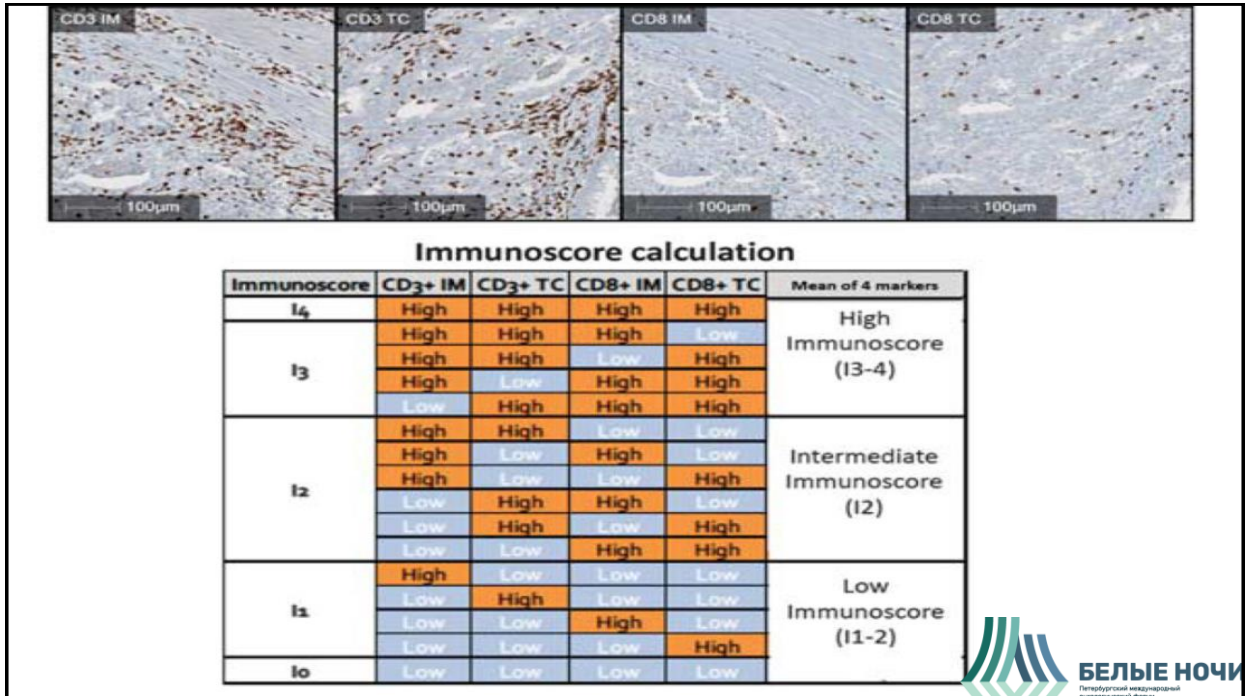 CD3 IM CD3 TC CD8 IM CD8 TC
100µm 100µm 100µm 100µm
Immunoscore calculation
Immunoscore CD3+ IM CD3+ TC CD8+ IM CD8+ TC Mean of 4 markers
I4 High High High High
High High High Low
High High Low High
I3
High Low High High
Low High High High
High
Immunoscore
(I3-4)
High High Low Low
High Low High Low
High Low Low High
I2
Low High High Low
Low High Low High
Low Low High High
Intermediate
Immunoscore
(I2)
High Low Low Low
Low High Low Low
I1
Low Low High Low
Low Low Low High
I0 Low Low Low Low
Low
Immunoscore
(I1-2)
БЕЛЫЕ НОЧИ
Петербургский международный
онкологический форум